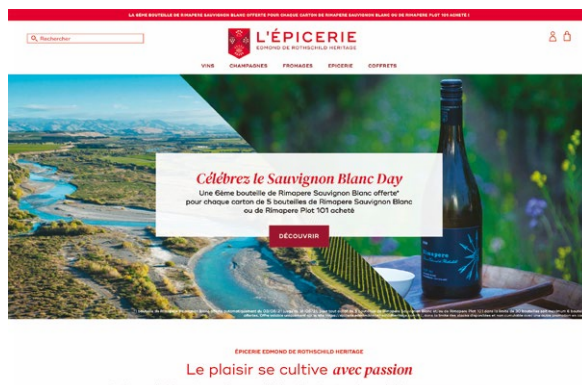 LA 6ÈME BOUTEILLE DE RIMAPERE SAUVIGNON BLANC OFFERTE POUR CHAQUE CARTON DE RIMAPERE SAUVIGNON BLANC OU DE RIMAPERE PLOT 101 ACHETÉ !
Rechercher
L'ÉPICERIE
EDMOND DE ROTHSCHILD HERITAGE
VINS CHAMPAGNES FROMAGES EPICERIE COFFRETS
Célébrez le Sauvignon Blanc Day
Une 6ème bouteille de Rimapere Sauvignon Blanc offerte*
pour chaque carton de 5 bouteilles de Rimapere Sauvignon Blanc
ou de Rimapere Plot 101 acheté
DÉCOUVRIR
Rimapere
ÉPICERIE EDMOND DE ROTHSCHILD HERITAGE
Le plaisir se cultive avec passion